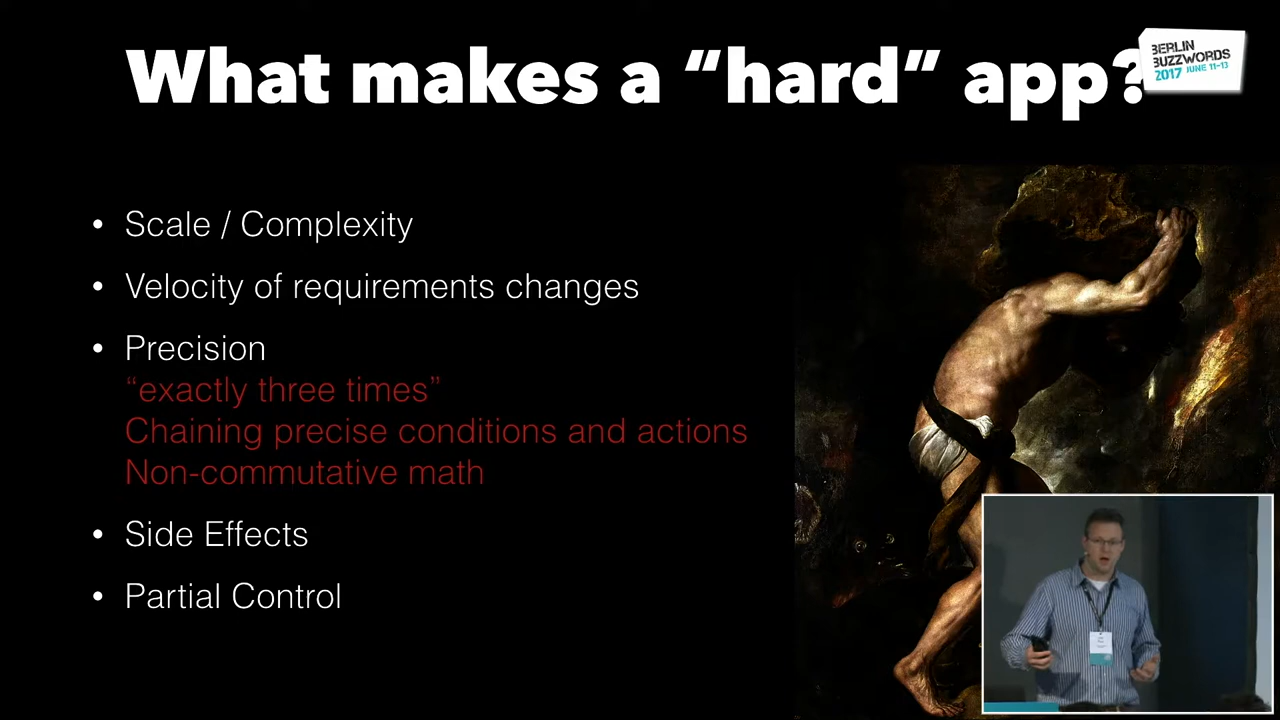 What makes a “hard” app?
BERLIN
BUZZWORDS
2017 JUNE 11-13
• Scale / Complexity
• Velocity of requirements changes
• Precision
“exactly three times”
Chaining precise conditions and actions
Non-commutative math
• Side Effects
• Partial Control